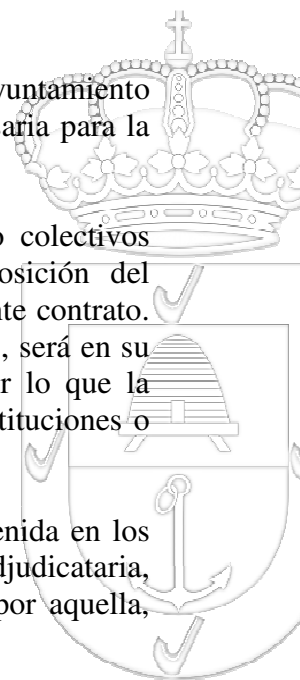 yuntamiento
aria para la
o colectivos
osición del
nte contrato.
, será en su
r lo que la
tituciones o
enida en los
djudicataria,
por aquella,